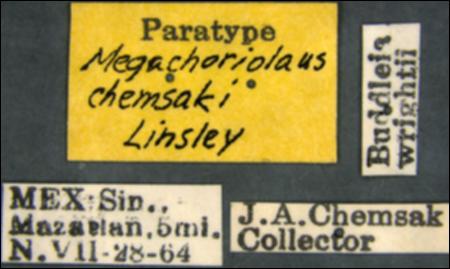 Paratype
Megachoriolaus
chemsaki
Linsley
Buddleia
wrightii
MEX: Sin.,
Mazatlan, 5mi.
N. VII-28-64
J.A. Chemsak
Collector